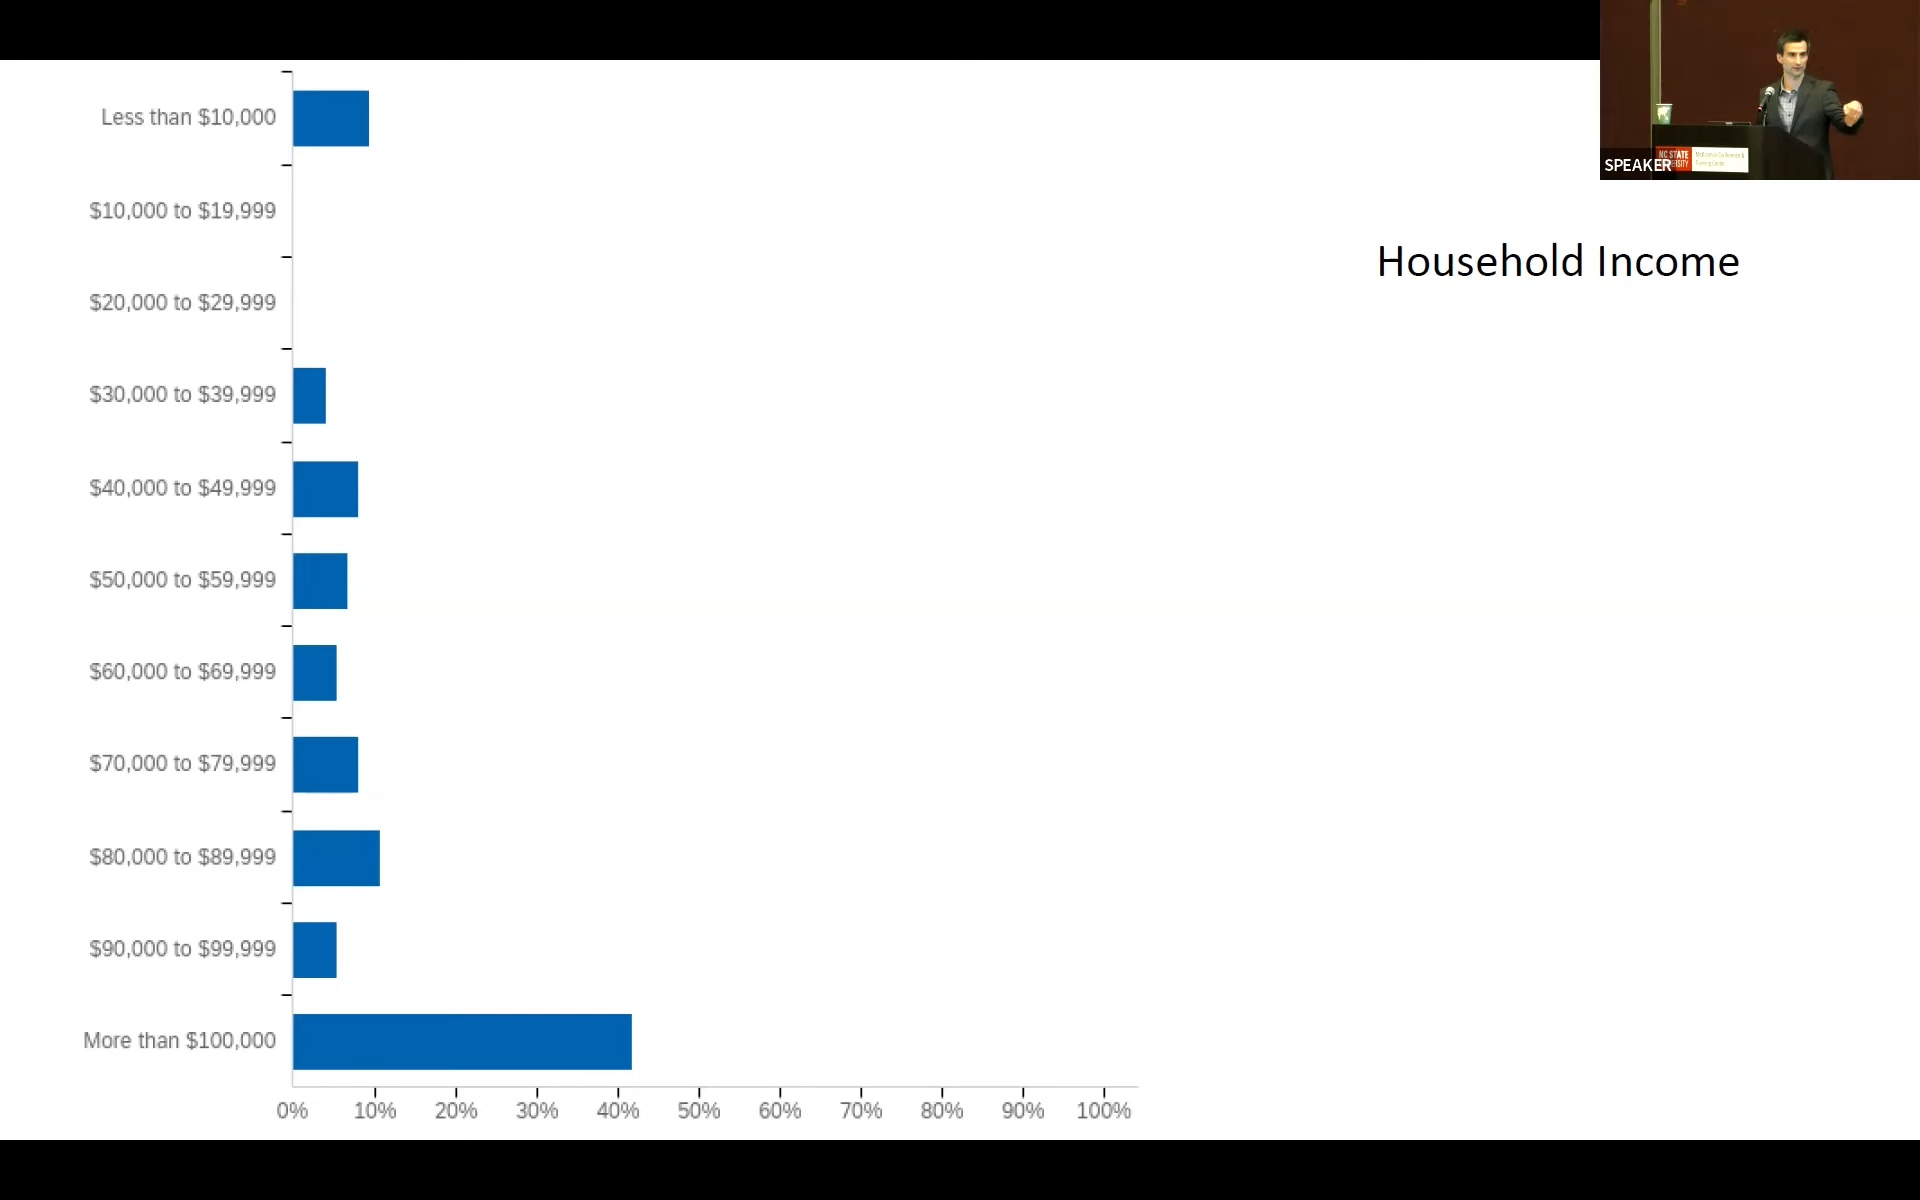 Less than $10,000
$10,000 to $19,999
$20,000 to $29,999
$30,000 to $39,999
$40,000 to $49,999
$50,000 to $59,999
$60,000 to $69,999
$70,000 to $79,999
$80,000 to $89,999
$90,000 to $99,999
More than $100,000
0% 10% 20% 30% 40% 50% 60% 70% 80% 90% 100%
Household Income
SPEAKER
NC STATE